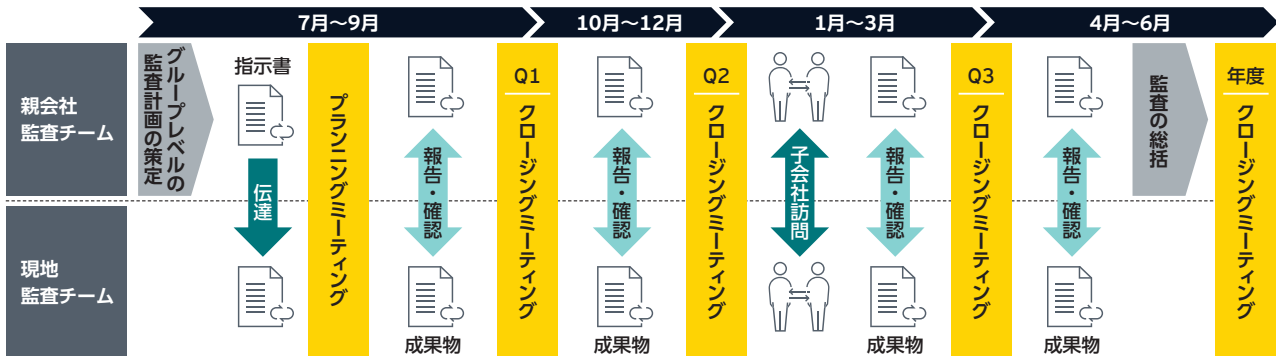 7月～9月
10月～12月
1月～3月
4月～6月
親会社
監査チーム
グループレベルの
監査計画の策定
指示書
伝達
プランニングミーティング
報告・確認
Q1
クロージングミーティング
報告・確認
Q2
クロージングミーティング
子会社訪問
報告・確認
Q3
クロージングミーティング
報告・確認
監査の総括
年度
クロージングミーティング
現地
監査チーム
成果物
成果物
成果物
成果物